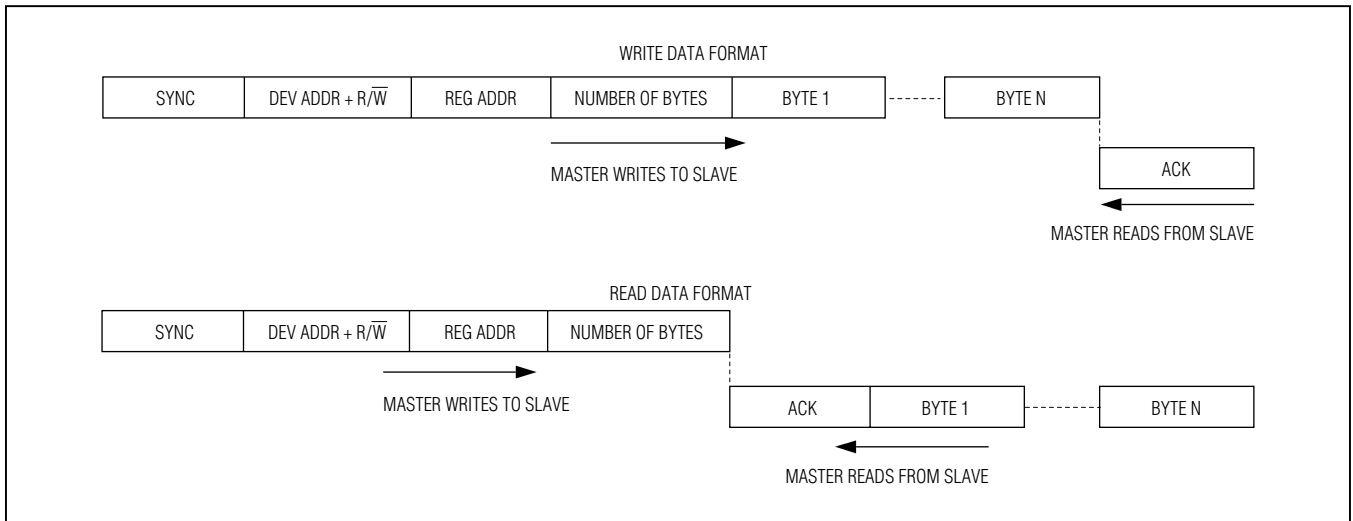 WRITE DATA FORMAT
SYNC DEV ADDR + R/W̅ REG ADDR NUMBER OF BYTES BYTE 1 BYTE N
MASTER WRITES TO SLAVE
ACK
MASTER READS FROM SLAVE
READ DATA FORMAT
SYNC DEV ADDR + R/W̅ REG ADDR NUMBER OF BYTES
MASTER WRITES TO SLAVE
ACK BYTE 1 BYTE N
MASTER READS FROM SLAVE